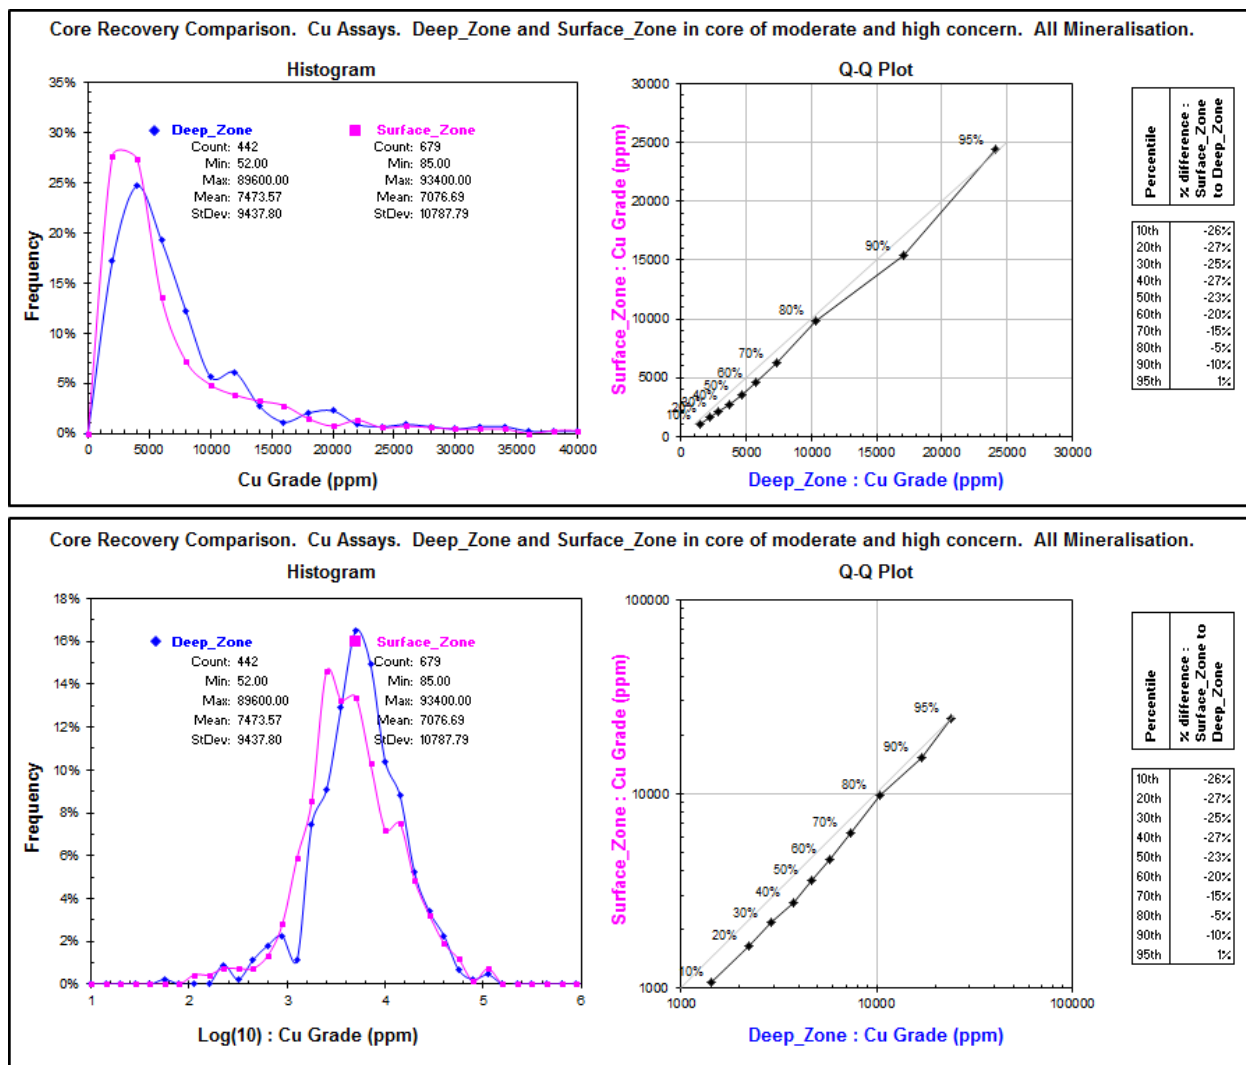 Core Recovery Comparison.  Cu Assays.  Deep_Zone and Surface_Zone in core of moderate and high concern.  All Mineralisation.
Histogram
35%
30%
25%
20%
15%
10%
5%
0%
Frequency
Deep_Zone
Count: 442
Min: 52.00
Max: 89600.00
Mean: 7473.57
StDev: 9437.80
Surface_Zone
Count: 679
Min: 85.00
Max: 93400.00
Mean: 7076.69
StDev: 10787.79
0 5000 10000 15000 20000 25000 30000 35000 40000
Cu Grade (ppm)
Q-Q Plot
30000
25000
20000
15000
10000
5000
0
Surface_Zone : Cu Grade (ppm)
95%
90%
80%
70%
60%
50%
40%
30%
20%
10%
0 5000 10000 15000 20000 25000 30000
Deep_Zone : Cu Grade (ppm)
Percentile
% difference :
Surface_Zone
to Deep_Zone
10th -26%
20th -27%
30th -25%
40th -27%
50th -23%
60th -20%
70th -15%
80th -5%
90th -10%
95th 1%
Core Recovery Comparison.  Cu Assays.  Deep_Zone and Surface_Zone in core of moderate and high concern.  All Mineralisation.
Histogram
18%
16%
14%
12%
10%
8%
6%
4%
2%
0%
Frequency
Deep_Zone
Count: 442
Min: 52.00
Max: 89600.00
Mean: 7473.57
StDev: 9437.80
Surface_Zone
Count: 679
Min: 85.00
Max: 93400.00
Mean: 7076.69
StDev: 10787.79
1 2 3 4 5 6
Log(10) : Cu Grade (ppm)
Q-Q Plot
100000
10000
1000
Surface_Zone : Cu Grade (ppm)
95%
90%
80%
70%
60%
50%
40%
30%
20%
10%
1000 10000 100000
Deep_Zone : Cu Grade (ppm)
Percentile
% difference :
Surface_Zone to
Deep_Zone
10th -26%
20th -27%
30th -25%
40th -27%
50th -23%
60th -20%
70th -15%
80th -5%
90th -10%
95th 1%